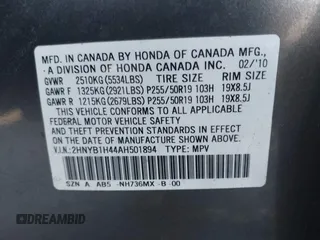 MFD. IN CANADA BY HONDA OF CANADA MFG.,
A DIVISION OF HONDA CANADA INC. 02/'10
GVWR 2510KG (5534LBS) TIRE SIZE RIM SIZE
GAWR F 1325KG (2921LBS) P255/50R19 103H 19X8.5J
GAWR R 1215KG (2679LBS) P255/50R19 103H 19X8.5J
THIS VEHICLE CONFORMS TO ALL APPLICABLE
FEDERAL MOTOR VEHICLE SAFETY AND THEFT
PREVENTION STANDARDS IN EFFECT ON THE
DATE OF MANUFACTURE SHOWN ABOVE.
V.I.N.:2HNYB1H44AH501894 TYPE: MPV
SZN A AB5 -NH736MX -B 00
DREAMBID